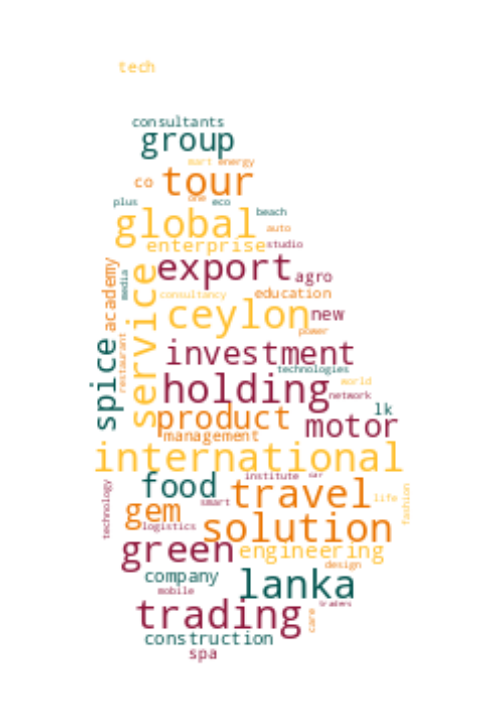 tech
consultants
group
mart energy
co tour
one
plus eco
beach
global
auto
enterprise studio
export
agro
academy
media
service
consultancy education
ceylon new
power
restaurant
investment
spice
technologies
world
holding network
lk
product motor
management
international
institute car
food travel
life
fashion
technology
smart
gem
logistics solution
green engineering
design
company lanka
mobile
trading traders
care
construction
spa